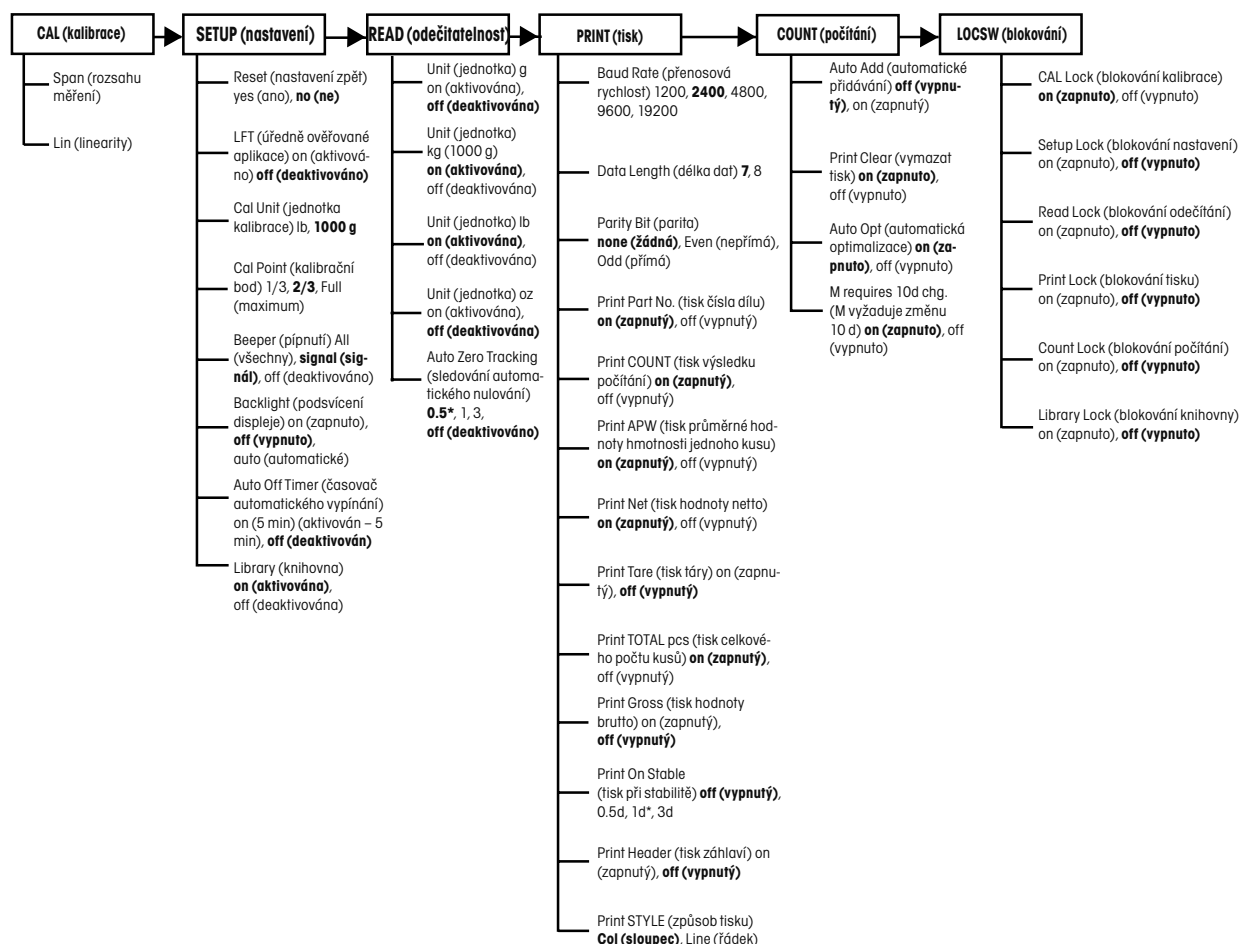 CAL (kalibrace)
SETUP (nastavení)
READ (odečitatelnost)
PRINT (tisk)
COUNT (počítání)
LOCSW (blokování)
Span (rozsahu
měření)
Lin (linearity)
Reset (nastavení zpět)
yes (ano), no (ne)
LFT (úředně ověřované
aplikace) on (aktivová-
no) off (deaktivováno)
Cal Unit (jednotka
kalibrace) lb, 1000 g
Cal Point (kalibrační
bod) 1/3, 2/3, Full
(maximum)
Beeper (pípnutí) All
(všechny), signal (sig-
nál), off (deaktivováno)
Backlight (podsvícení
displeje) on (zapnuto),
off (vypnuto),
auto (automatické)
Auto Off Timer (časovač
automatického vypínání)
on (5 min) (aktivován – 5
min), off (deaktivován)
Library (knihovna)
on (aktivována),
off (deaktivována)
Unit (jednotka) g
on (aktivována),
off (deaktivována)
Unit (jednotka)
kg (1000 g)
on (aktivována),
off (deaktivována)
Unit (jednotka) lb
on (aktivována),
off (deaktivována)
Unit (jednotka) oz
on (aktivována),
off (deaktivována)
Auto Zero Tracking
(sledování automa-
tického nulování)
0.5*, 1, 3,
off (deaktivováno)
Baud Rate (přenosová
rychlost) 1200, 2400, 4800,
9600, 19200
Data Length (délka dat) 7, 8
Parity Bit (parita)
none (žádná), Even (nepřímá),
Odd (přímá)
Print Part No. (tisk čísla dílu)
on (zapnutý), off (vypnutý)
Print COUNT (tisk výsledku
počítání) on (zapnutý),
off (vypnutý)
Print APW (tisk průměrné hod-
noty hmotnosti jednoho kusu)
on (zapnutý), off (vypnutý)
Print Net (tisk hodnoty netto)
on (zapnutý), off (vypnutý)
Print Tare (tisk táry) on (zapnu-
tý), off (vypnutý)
Print TOTAL pcs (tisk celkové-
ho počtu kusů) on (zapnutý),
off (vypnutý)
Print Gross (tisk hodnoty
brutto) on (zapnutý),
off (vypnutý)
Print On Stable
(tisk při stabilitě) off (vypnutý),
0.5d, 1d*, 3d
Print Header (tisk záhlaví) on
(zapnutý), off (vypnutý)
Print STYLE (způsob tisku)
Col (sloupec), Line (řádek)
Auto Add (automatické
přidávání) off (vypnu-
tý), on (zapnutý)
Print Clear (vymazat
tisk) on (zapnuto),
off (vypnuto)
Auto Opt (automatická
optimalizace) on (za-
pnuto), off (vypnuto)
M requires 10d chg.
(M vyžaduje změnu
10 d) on (zapnuto), off
(vypnuto)
CAL Lock (blokování kalibrace)
on (zapnuto), off (vypnuto)
Setup Lock (blokování nastavení)
on (zapnuto), off (vypnuto)
Read Lock (blokování odečítání)
on (zapnuto), off (vypnuto)
Print Lock (blokování tisku)
on (zapnuto), off (vypnuto)
Count Lock (blokování počítání)
on (zapnuto), off (vypnuto)
Library Lock (blokování knihovny)
on (zapnuto), off (vypnuto)